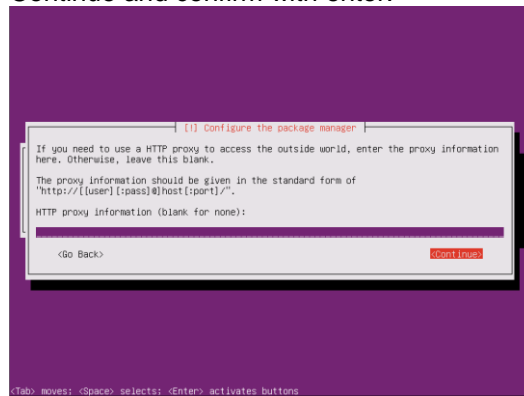 Continue and confirm with enter.
[!] Configure the package manager
If you need to use a HTTP proxy to access the outside world, enter the proxy information
here. Otherwise, leave this blank.
The proxy information should be given in the standard form of
"http://[[user][:pass]@]host[:port]/".
HTTP proxy information (blank for none):
<Go Back> <Continue>
<Tab> moves; <Space> selects; <Enter> activates buttons